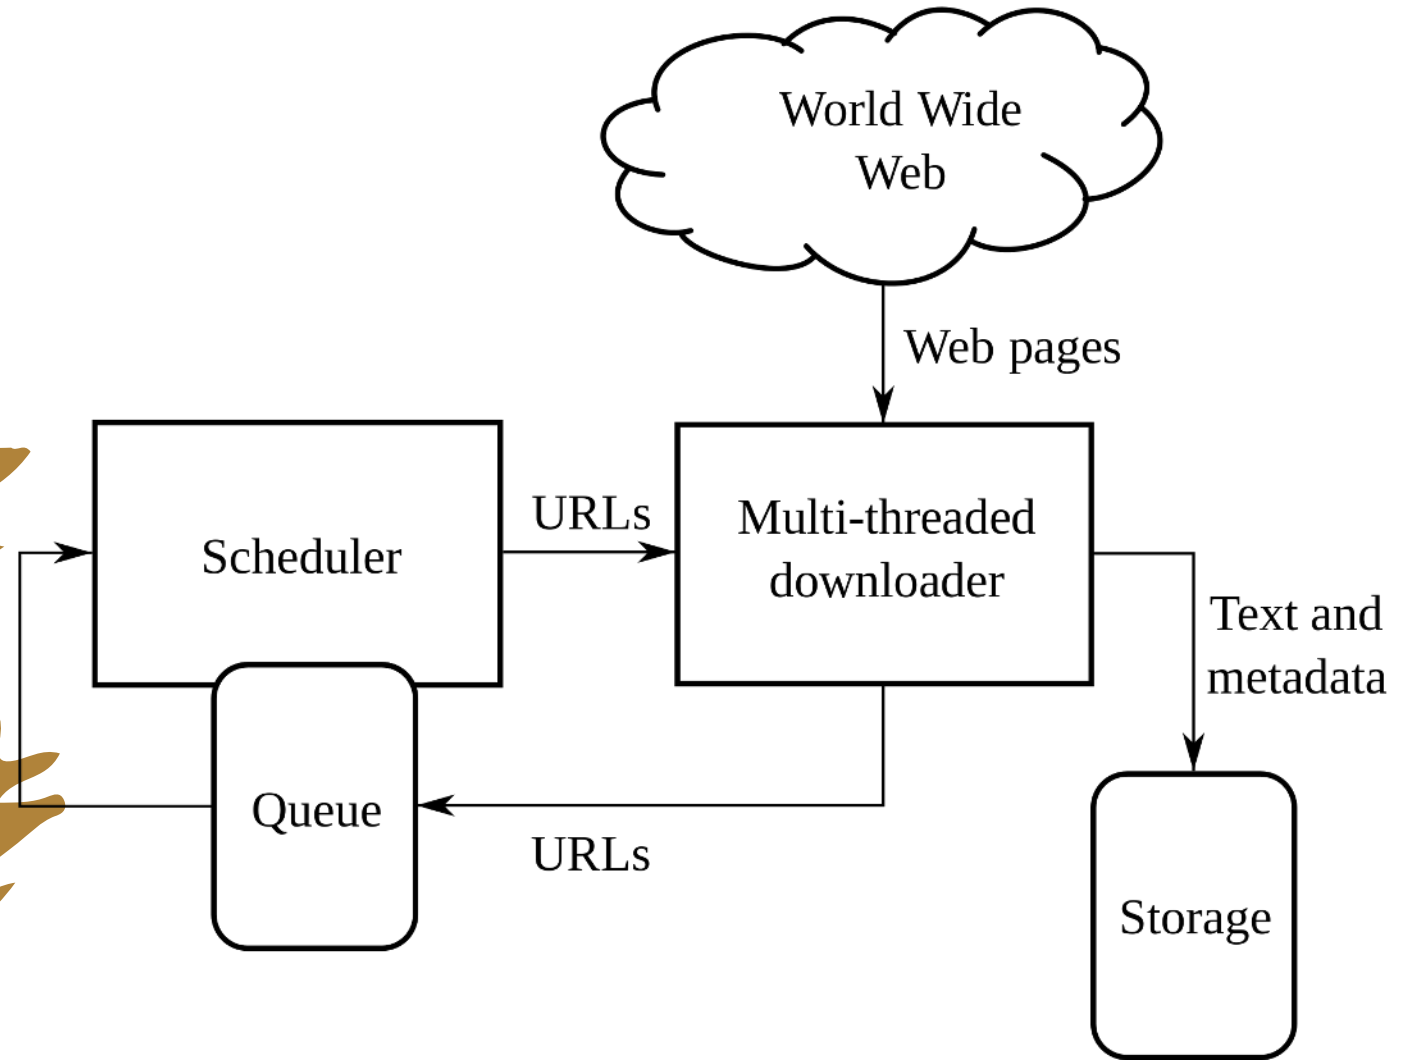 World Wide
Web
Web pages
Scheduler
URLs
Multi-threaded
downloader
Text and
metadata
Queue
URLs
Storage